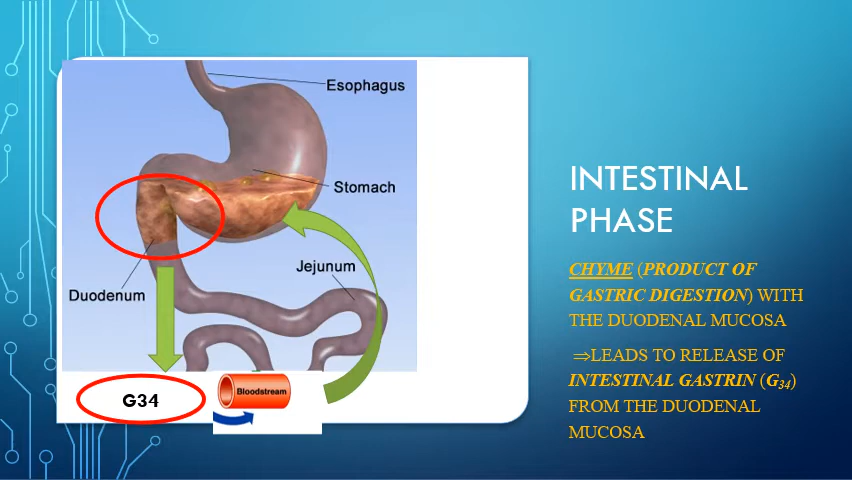 Esophagus
Stomach
Jejunum
Duodenum
G34
Bloodstream
INTESTINAL
PHASE
CHYME (PRODUCT OF
GASTRIC DIGESTION) WITH
THE DUODENAL MUCOSA
⇒LEADS TO RELEASE OF
INTESTINAL GASTRIN (G34)
FROM THE DUODENAL
MUCOSA